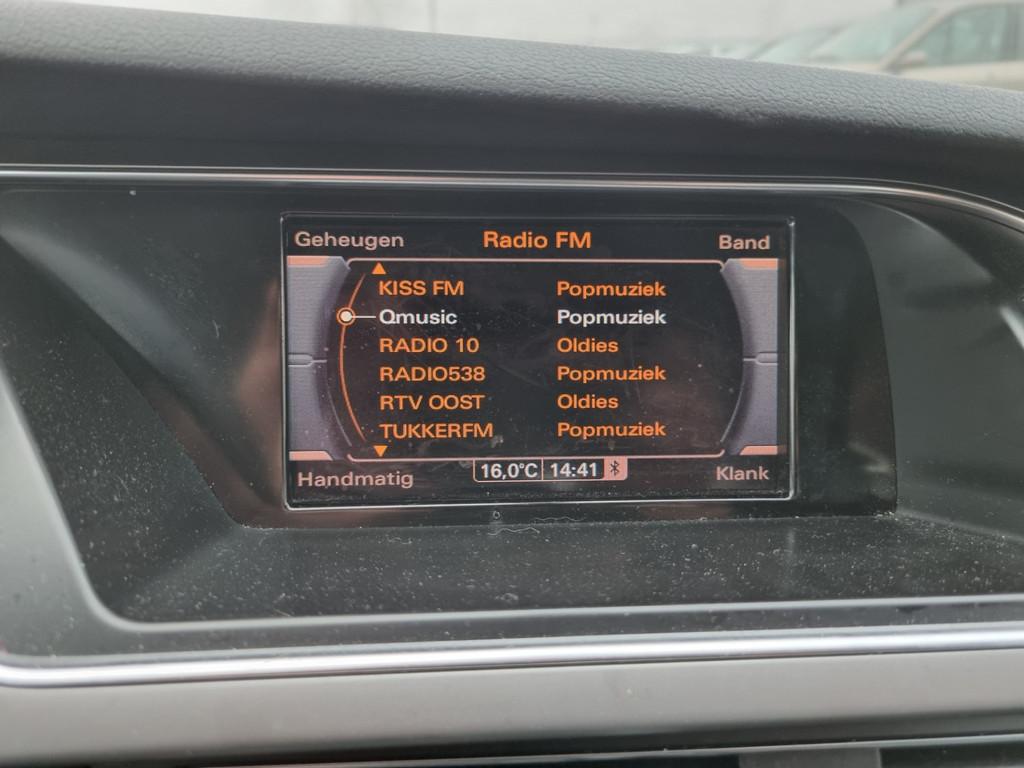 Geheugen Radio FM Band
KISS FM Popmuziek
Qmusic Popmuziek
RADIO 10 Oldies
RADIO538 Popmuziek
RTV OOST Oldies
TUKKERFM Popmuziek
Handmatig 16,0°C 14:41 Klank